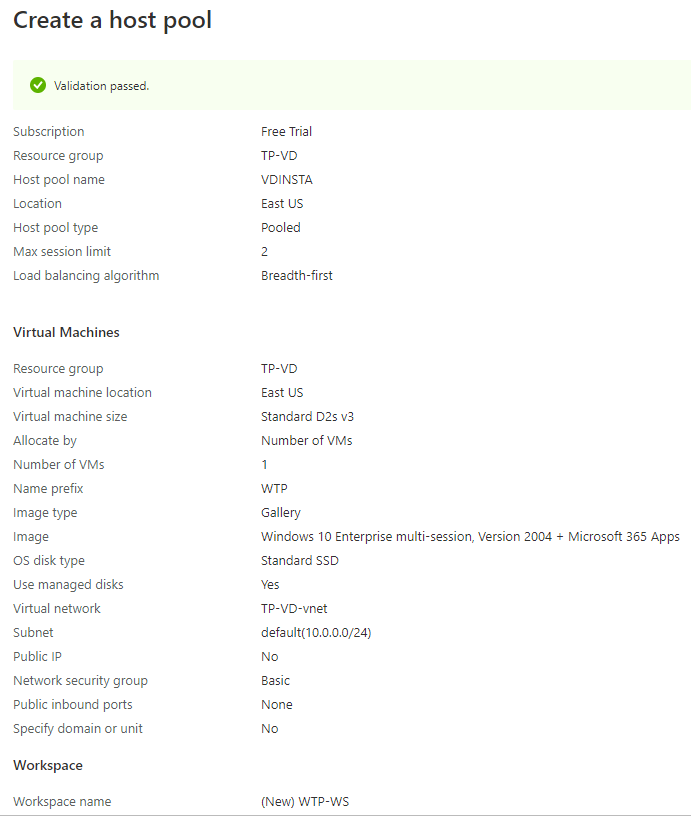 Create a host pool
Validation passed.
Subscription Free Trial
Resource group TP-VD
Host pool name VDINSTA
Location East US
Host pool type Pooled
Max session limit 2
Load balancing algorithm Breadth-first
Virtual Machines
Resource group TP-VD
Virtual machine location East US
Virtual machine size Standard D2s v3
Allocate by Number of VMs
Number of VMs 1
Name prefix WTP
Image type Gallery
Image Windows 10 Enterprise multi-session, Version 2004 + Microsoft 365 Apps
OS disk type Standard SSD
Use managed disks Yes
Virtual network TP-VD-vnet
Subnet default(10.0.0.0/24)
Public IP No
Network security group Basic
Public inbound ports None
Specify domain or unit No
Workspace
Workspace name (New) WTP-WS